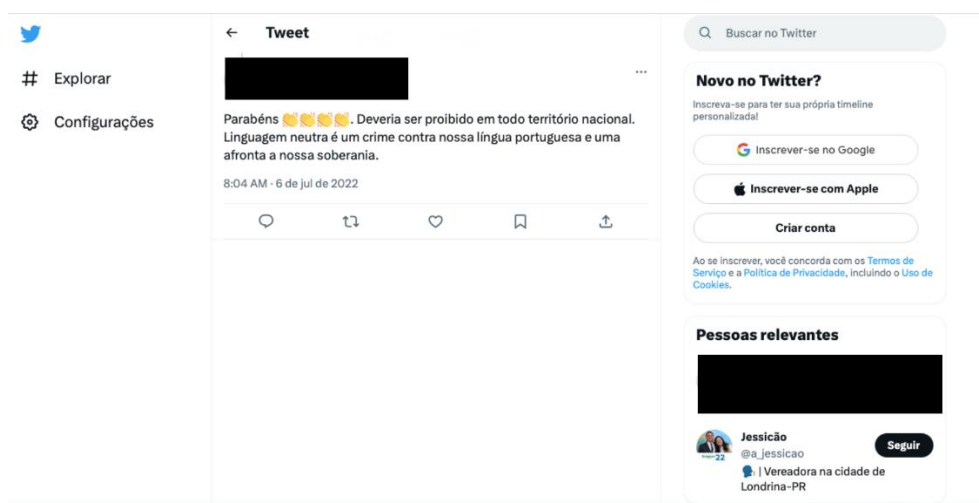 Explorar
Configurações
Tweet
Parabéns 👏👏👏👏. Deveria ser proibido em todo território nacional.
Linguagem neutra é um crime contra nossa língua portuguesa e uma
afronta a nossa soberania.
8:04 AM · 6 de jul de 2022
Buscar no Twitter
Novo no Twitter?
Inscreva-se para ter sua própria timeline
personalizada!
Inscrever-se no Google
Inscrever-se com Apple
Criar conta
Ao se inscrever, você concorda com os Termos de
Serviço e a Política de Privacidade, incluindo o Uso de
Cookies.
Pessoas relevantes
Jessicão
@a_jessicao
Seguir
🗣️ | Vereadora na cidade de
Londrina-PR
22